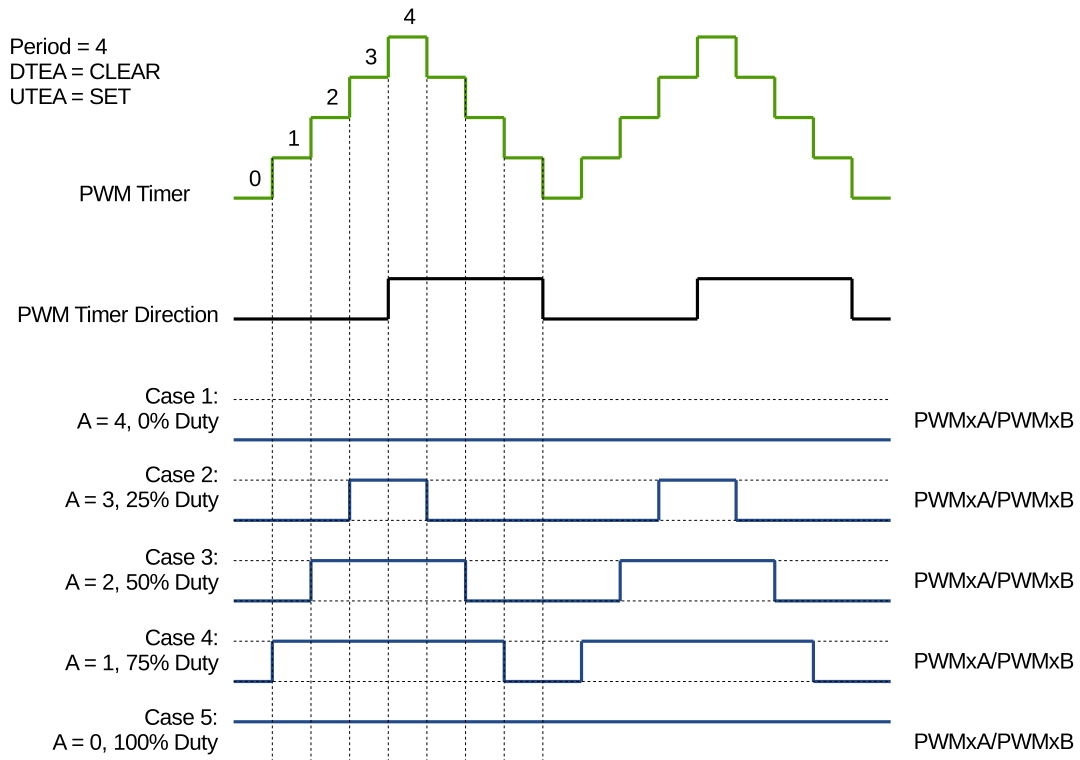 4
Period = 4
DTEA = CLEAR
UTEA = SET
3
2
1
0
PWM Timer
PWM Timer Direction
Case 1:
A = 4, 0% Duty
PWMxA/PWMxB
Case 2:
A = 3, 25% Duty
PWMxA/PWMxB
Case 3:
A = 2, 50% Duty
PWMxA/PWMxB
Case 4:
A = 1, 75% Duty
PWMxA/PWMxB
Case 5:
A = 0, 100% Duty
PWMxA/PWMxB